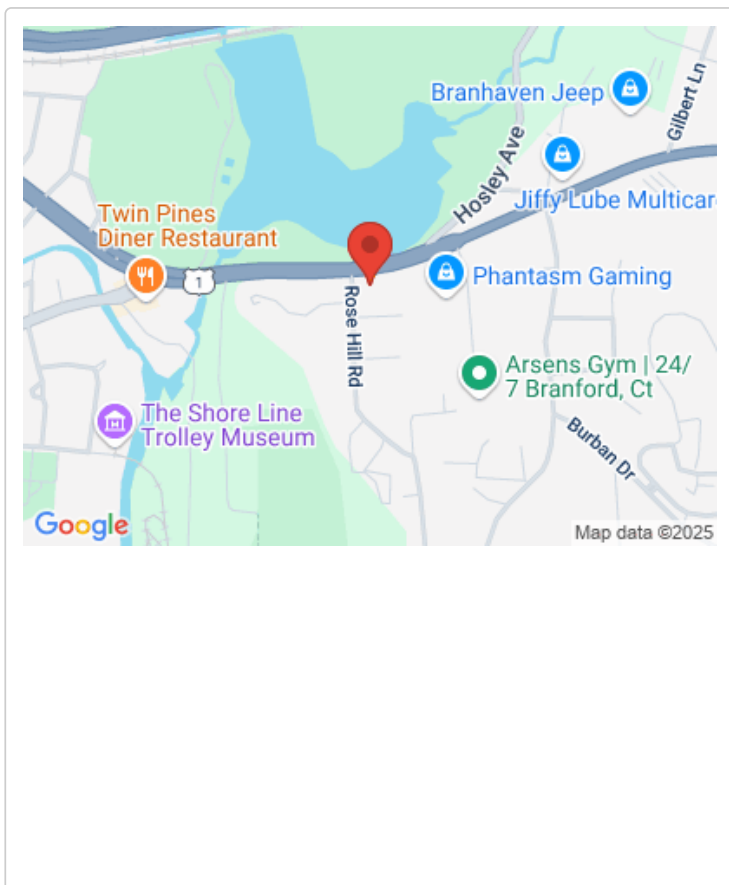 Branhaven Jeep
Gilbert Ln
Hosley Ave
Jiffy Lube Multicar
Twin Pines
Diner Restaurant
1
Phantasm Gaming
Rose Hill Rd
Arsens Gym | 24/
7 Branford, Ct
The Shore Line
Trolley Museum
Burban Dr
Google
Map data ©2025